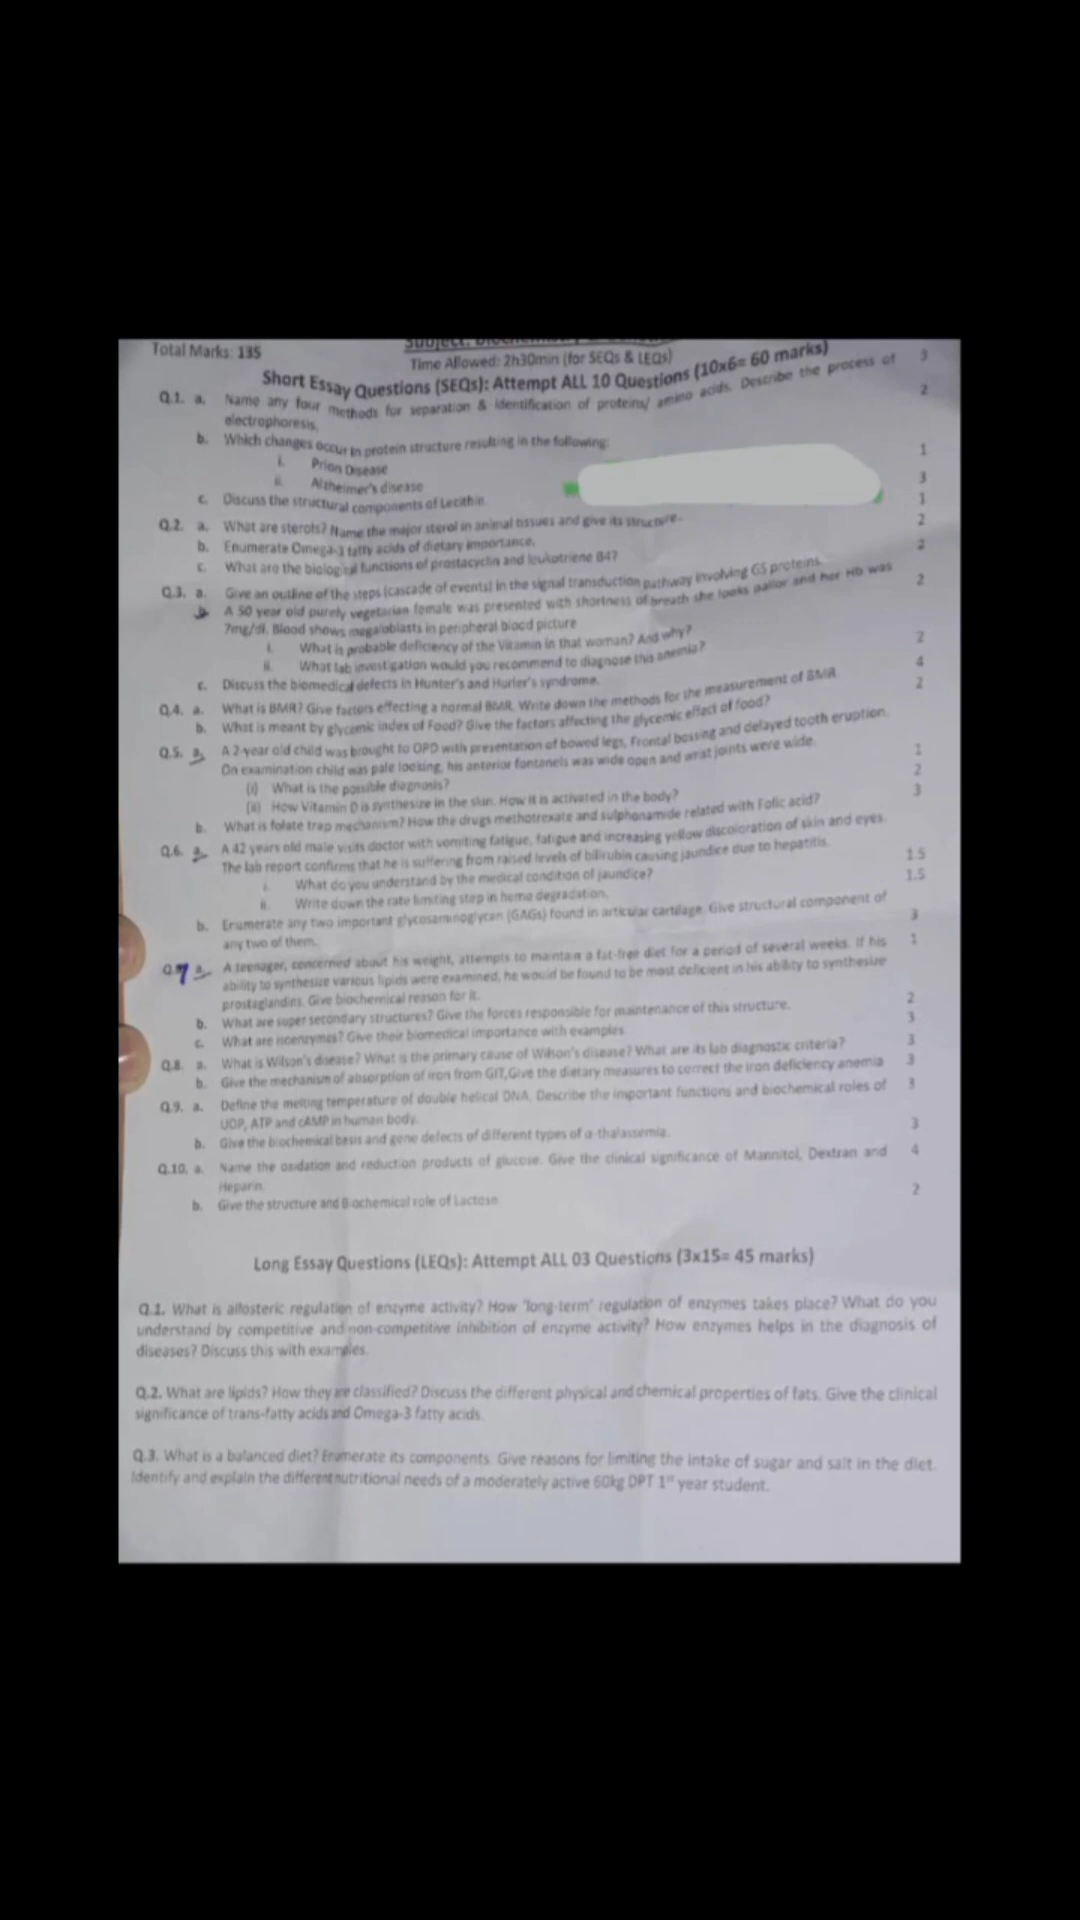 Total Marks: 135
Subject: Biochemistry
Time Allowed: 2h30min (for SEQs & LEQs)
Short Essay Questions (SEQs): Attempt ALL 10 Questions (10x6= 60 marks)
Q.1. a. Name any four methods for separation & identification of proteins/ amino acids. Describe the process of 3
electrophoresis. 2
b. Which changes occur in protein structure resulting in the following:
i. Prion Disease
ii. Altheimer's disease 1
c. Discuss the structural components of Lecithin 3
Q.2. a. What are sterols? Name the major sterol in animal tissues and give its structure. 1
b. Enumerate Omega-3 fatty acids of dietary importance. 2
c. What are the biological functions of prostacyclin and leukotriene B4? 2
Q.3. a. Give an outline of the steps (cascade of events) in the signal transduction pathway involving GS proteins. 2
b. A 50 year old purely vegetarian female was presented with shortness of breath she looks pallor and her Hb was
7mg/dl. Blood shows megaloblasts in peripheral blood picture
i. What is probable deficiency of the Vitamin in that woman? And why?
ii. What lab investigation would you recommend to diagnose this anemia? 2
c. Discuss the biomedical defects in Hunter's and Hurler's syndrome. 4
Q.4. a. What is BMR? Give factors effecting a normal BMR. Write down the methods for the measurement of BMR 2
b. What is meant by glycemic index of Food? Give the factors affecting the glycemic effect of food?
Q.5. a. A 2-year old child was brought to OPD with presentation of bowed legs, Frontal bossing and delayed tooth eruption.
On examination child was pale looking, his anterior fontanels was wide open and wrist joints were wide. 1
(i) What is the possible diagnosis? 2
(ii) How Vitamin D is synthesize in the skin. How it is activated in the body? 3
b. What is folate trap mechanism? How the drugs methotrexate and sulphonamide related with Folic acid?
Q.6. a. A 42 years old male visits doctor with vomiting fatigue, fatigue and increasing yellow discoloration of skin and eyes.
The lab report confirms that he is suffering from raised levels of bilirubin causing jaundice due to hepatitis. 1.5
i. What do you understand by the medical condition of jaundice? 1.5
ii. Write down the rate limiting step in heme degradation.
b. Enumerate any two important glycosaminoglycan (GAGs) found in articular cartilage. Give structural component of 3
any two of them.
Q.7 a. A teenager, concerned about his weight, attempts to maintain a fat-free diet for a period of several weeks. If his 1
ability to synthesize various lipids were examined, he would be found to be most deficient in his ability to synthesize
prostaglandins. Give biochemical reason for it.
b. What are super secondary structures? Give the forces responsible for maintenance of this structure. 2
c. What are isoenzymes? Give their biomedical importance with examples 3
Q.8. a. What is Wilson's disease? What is the primary cause of Wilson's disease? What are its lab diagnostic criteria? 3
b. Give the mechanism of absorption of iron from GIT, Give the dietary measures to correct the iron deficiency anemia 3
Q.9. a. Define the melting temperature of double helical DNA. Describe the important functions and biochemical roles of 3
UDP, ATP and cAMP in human body.
b. Give the biochemical basis and gene defects of different types of α-thalassemia. 3
Q.10. a. Name the oxidation and reduction products of glucose. Give the clinical significance of Mannitol, Dextran and 4
Heparin.
b. Give the structure and Biochemical role of Lactose 2
Long Essay Questions (LEQs): Attempt ALL 03 Questions (3x15= 45 marks)
Q.1. What is allosteric regulation of enzyme activity? How 'long-term' regulation of enzymes takes place? What do you
understand by competitive and non-competitive inhibition of enzyme activity? How enzymes helps in the diagnosis of
diseases? Discuss this with examples.
Q.2. What are lipids? How they are classified? Discuss the different physical and chemical properties of fats. Give the clinical
significance of trans-fatty acids and Omega-3 fatty acids.
Q.3. What is a balanced diet? Enumerate its components. Give reasons for limiting the intake of sugar and salt in the diet.
Identify and explain the different nutritional needs of a moderately active 60kg DPT 1st year student.